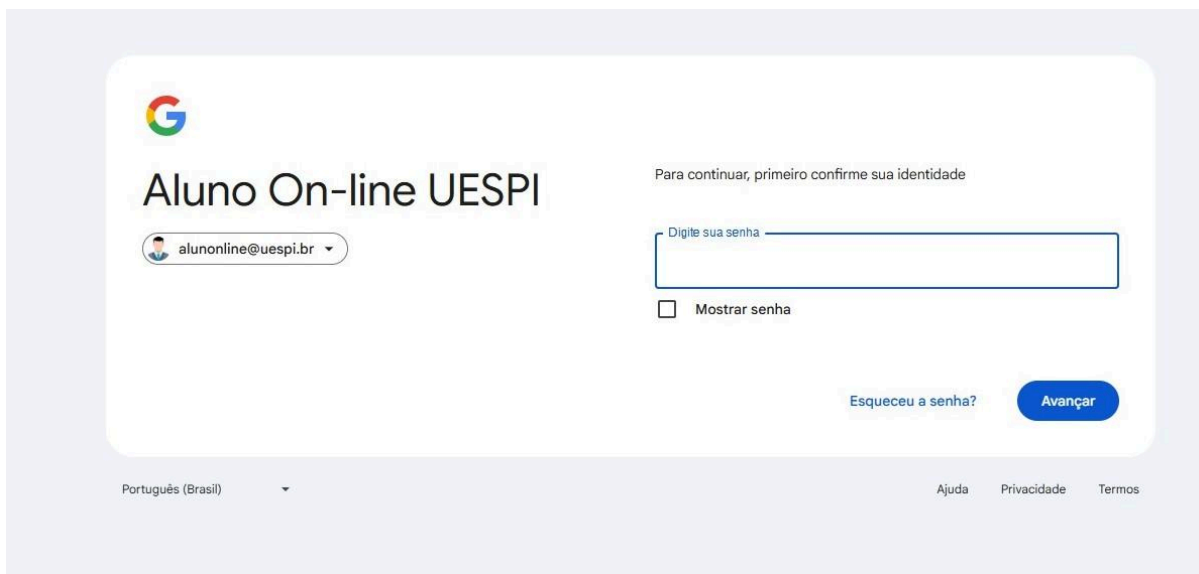 Aluno On-line UESPI
alunonline@uespi.br
Para continuar, primeiro confirme sua identidade
Digite sua senha
Mostrar senha
Esqueceu a senha?
Avançar
Português (Brasil)
Ajuda
Privacidade
Termos